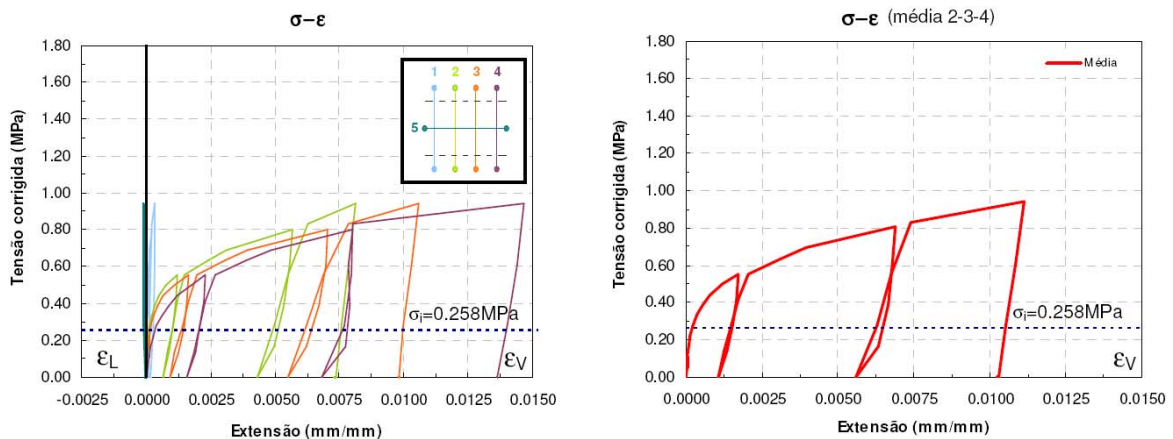 σ–ε
1.80
1.60
1.40
1.20
1.00
0.80
0.60
0.40
0.20
0.00
Tensão corrigida (MPa)
1 2 3 4
5
σi=0.258MPa
εL
εV
-0.0025 0.0000 0.0025 0.0050 0.0075 0.0100 0.0125 0.0150
Extensão (mm/mm)
σ–ε (média 2-3-4)
1.80
1.60
1.40
1.20
1.00
0.80
0.60
0.40
0.20
0.00
Tensão corrigida (MPa)
Média
σi=0.258MPa
0.0000 0.0025 0.0050 0.0075 0.0100 0.0125 0.0150
Extensão (mm/mm)